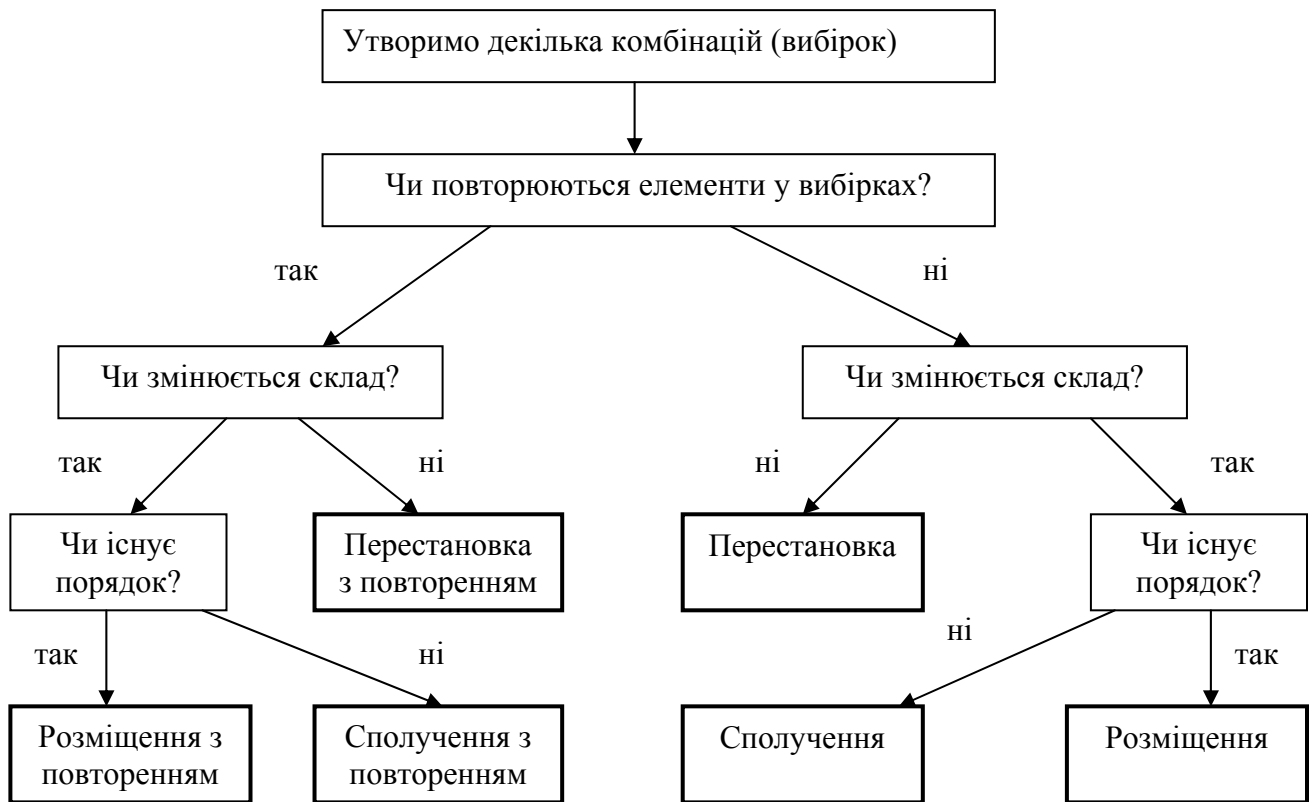 Утворимо декілька комбінацій (вибірок)
Чи повторюються елементи у вибірках?
так
ні
Чи змінюється склад?
Чи змінюється склад?
так
ні
ні
так
Чи існує
порядок?
Перестановка
з повторенням
Перестановка
Чи існує
порядок?
так
ні
ні
так
Розміщення з
повторенням
Сполучення з
повторенням
Сполучення
Розміщення